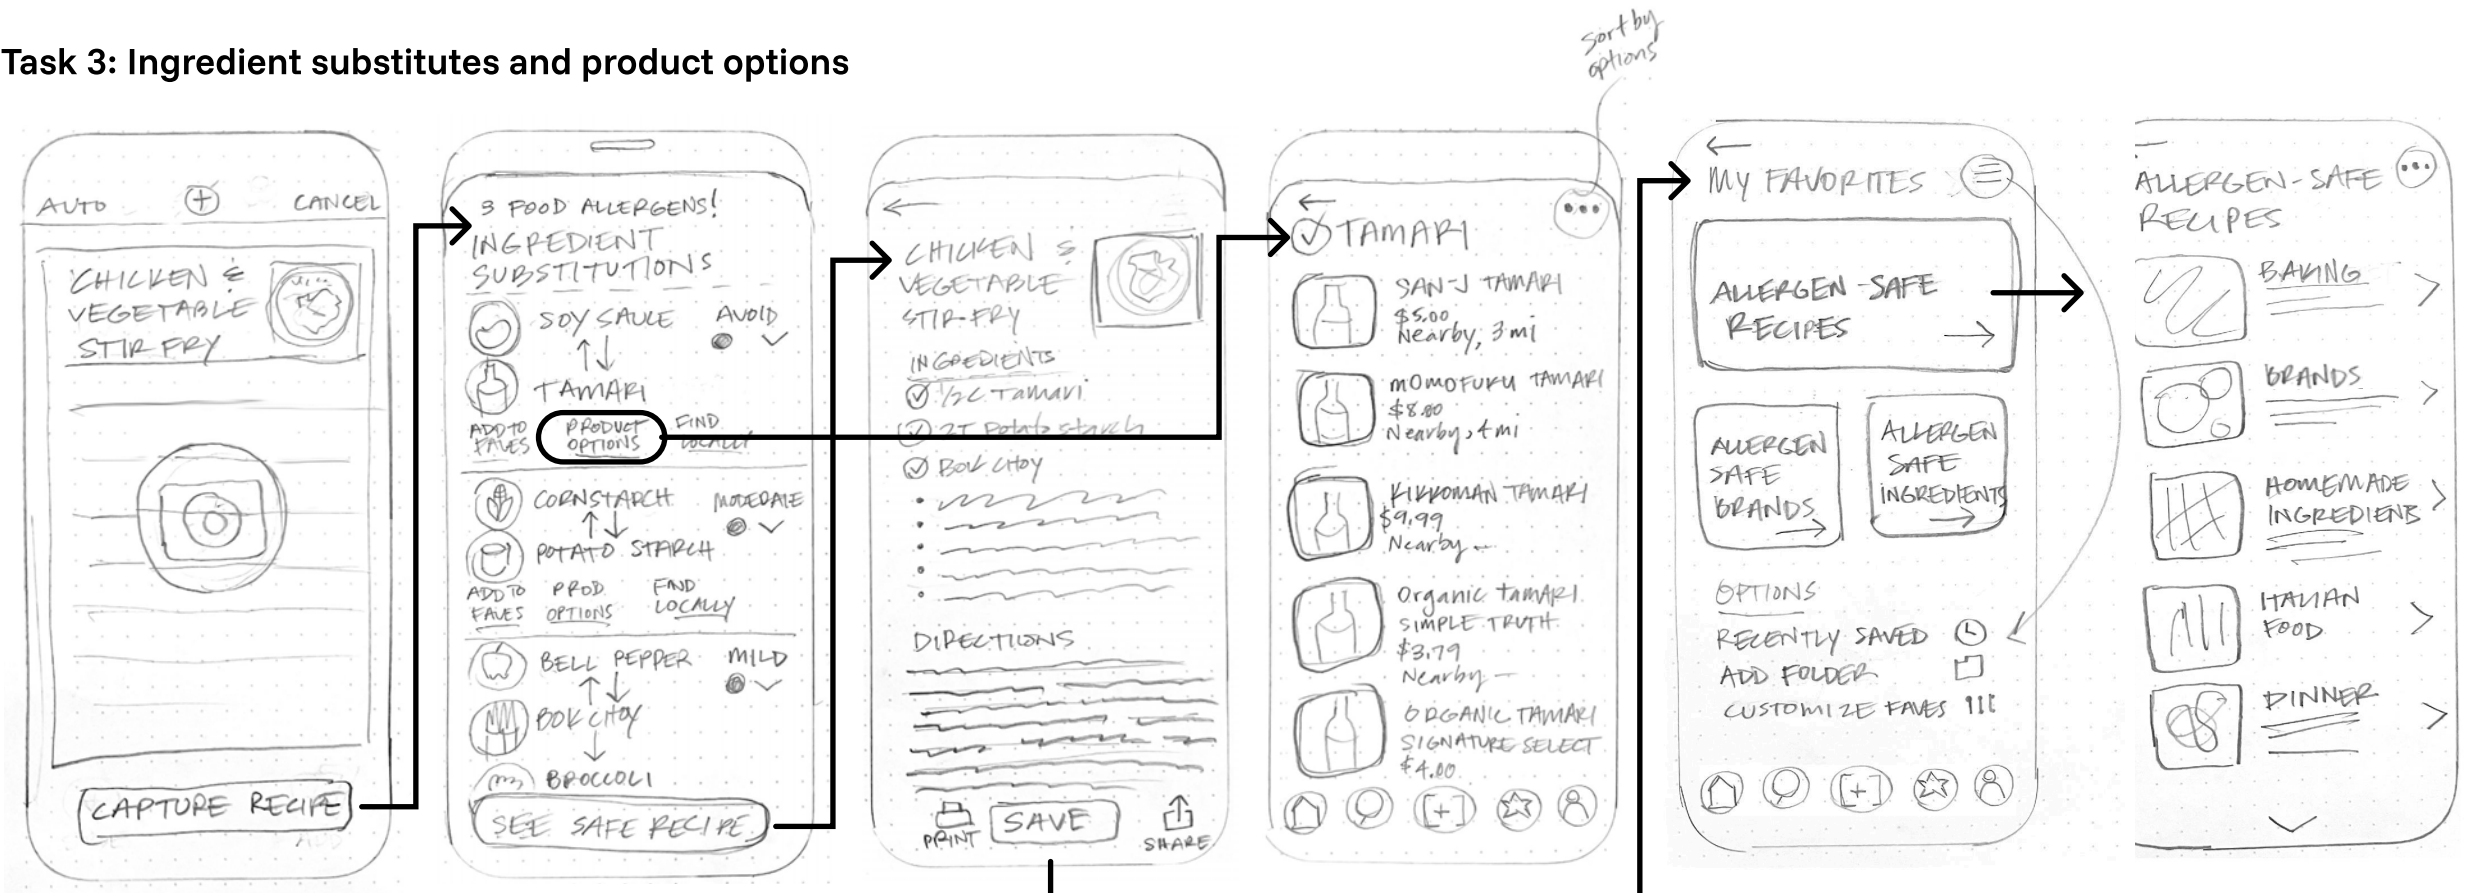 Task 3: Ingredient substitutes and product options
AUTO
CANCEL
CHICKEN &
VEGETABLE
STIR FRY
CAPTURE RECIPE
3 FOOD ALLERGENS!
INGREDIENT
SUBSTITUTIONS
SOY SAUCE
AVOID
TAMARI
ADD TO
FAVES
PRODUCT
OPTIONS
FIND
LOCALLY
CORNSTARCH
MODERATE
POTATO STARCH
ADD TO
FAVES
PROD
OPTIONS
FIND
LOCALLY
BELL PEPPER
MILD
BOK CHOY
BROCCOLI
SEE SAFE RECIPE
CHICKEN &
VEGETABLE
STIR-FRY
INGREDIENTS
1/2 C Tamari
2T Potato starch
BOK CHOY
DIRECTIONS
PRINT
SAVE
SHARE
Sort by
options
TAMARI
SAN-J TAMARI
$5.00
Nearby, 3 mi
MOMOFUKU TAMARI
$8.00
Nearby, 4 mi
KIKKOMAN TAMARI
$9.99
Nearby --
Organic TAMARI
SIMPLE TRUTH
$3.79
Nearby —
ORGANIC TAMARI
SIGNATURE SELECT
$4.00
MY FAVORITES
ALLERGEN-SAFE
RECIPES
ALLERGEN
SAFE
BRANDS
ALLERGEN
SAFE
INGREDIENTS
OPTIONS
RECENTLY SAVED
ADD FOLDER
CUSTOMIZE FAVES
ALLERGEN-SAFE
RECIPES
BAKING
BRANDS
HOMEMADE
INGREDIENTS
ITALIAN
FOOD
DINNER